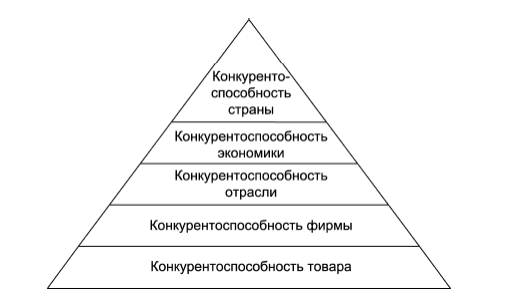 Конкуренто-
способность
страны
Конкурентоспособность
экономики
Конкурентоспособность
отрасли
Конкурентоспособность фирмы
Конкурентоспособность товара